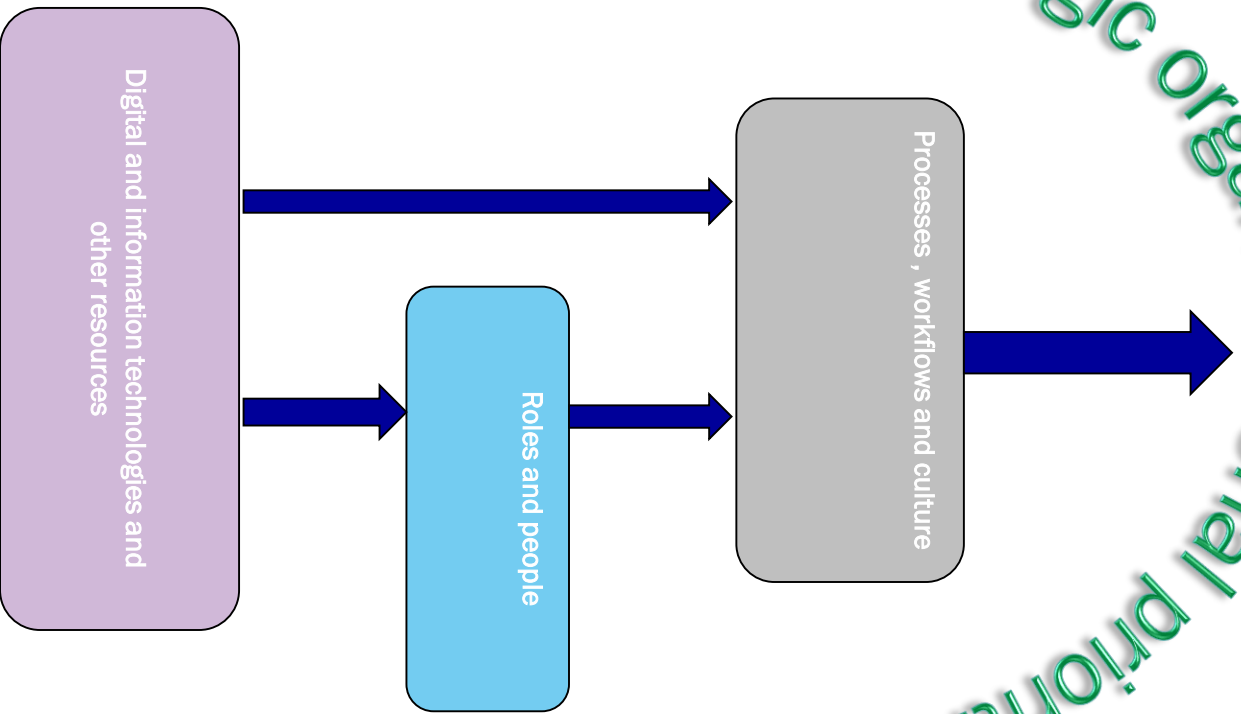 gic orga
al priori
Processes , workflows and culture
Roles and people
Digital and information technologies and
other resources